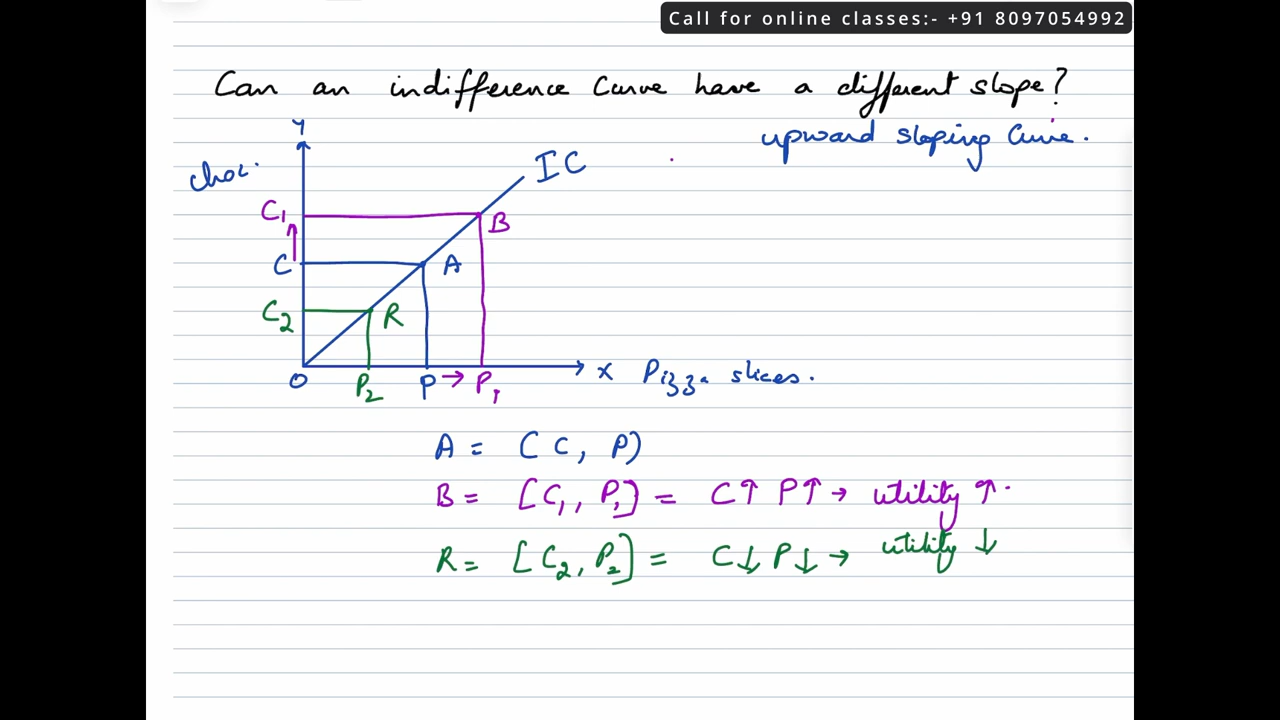 Call for online classes:- +91 8097054992
Can an indifference Curve have a different slope?
upward sloping Curve.
Y
IC
choc.
C1
B
C
A
C2
R
O
P2
P → P1
X Pizza slices.
A = (C, P)
B = [C1, P1] = C↑ P↑ → utility ↑.
R = [C2, P2] = C↓ P↓ → utility ↓